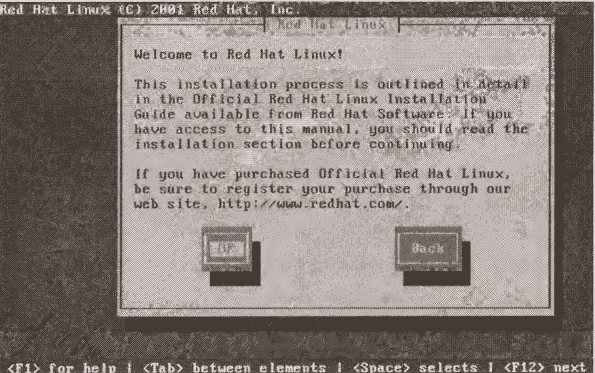 Red Hat Linux (C) 2001 Red Hat, Inc.
Red Hat Linux
Welcome to Red Hat Linux!
This installation process is outlined in detail
in the Official Red Hat Linux Installation
Guide available from Red Hat Software. If you
have access to this manual, you should read the
installation section before continuing.
If you have purchased Official Red Hat Linux,
be sure to register your purchase through our
web site, http://www.redhat.com/.
OK Back
<F1> for help | <Tab> between elements | <Space> selects | <F12> next